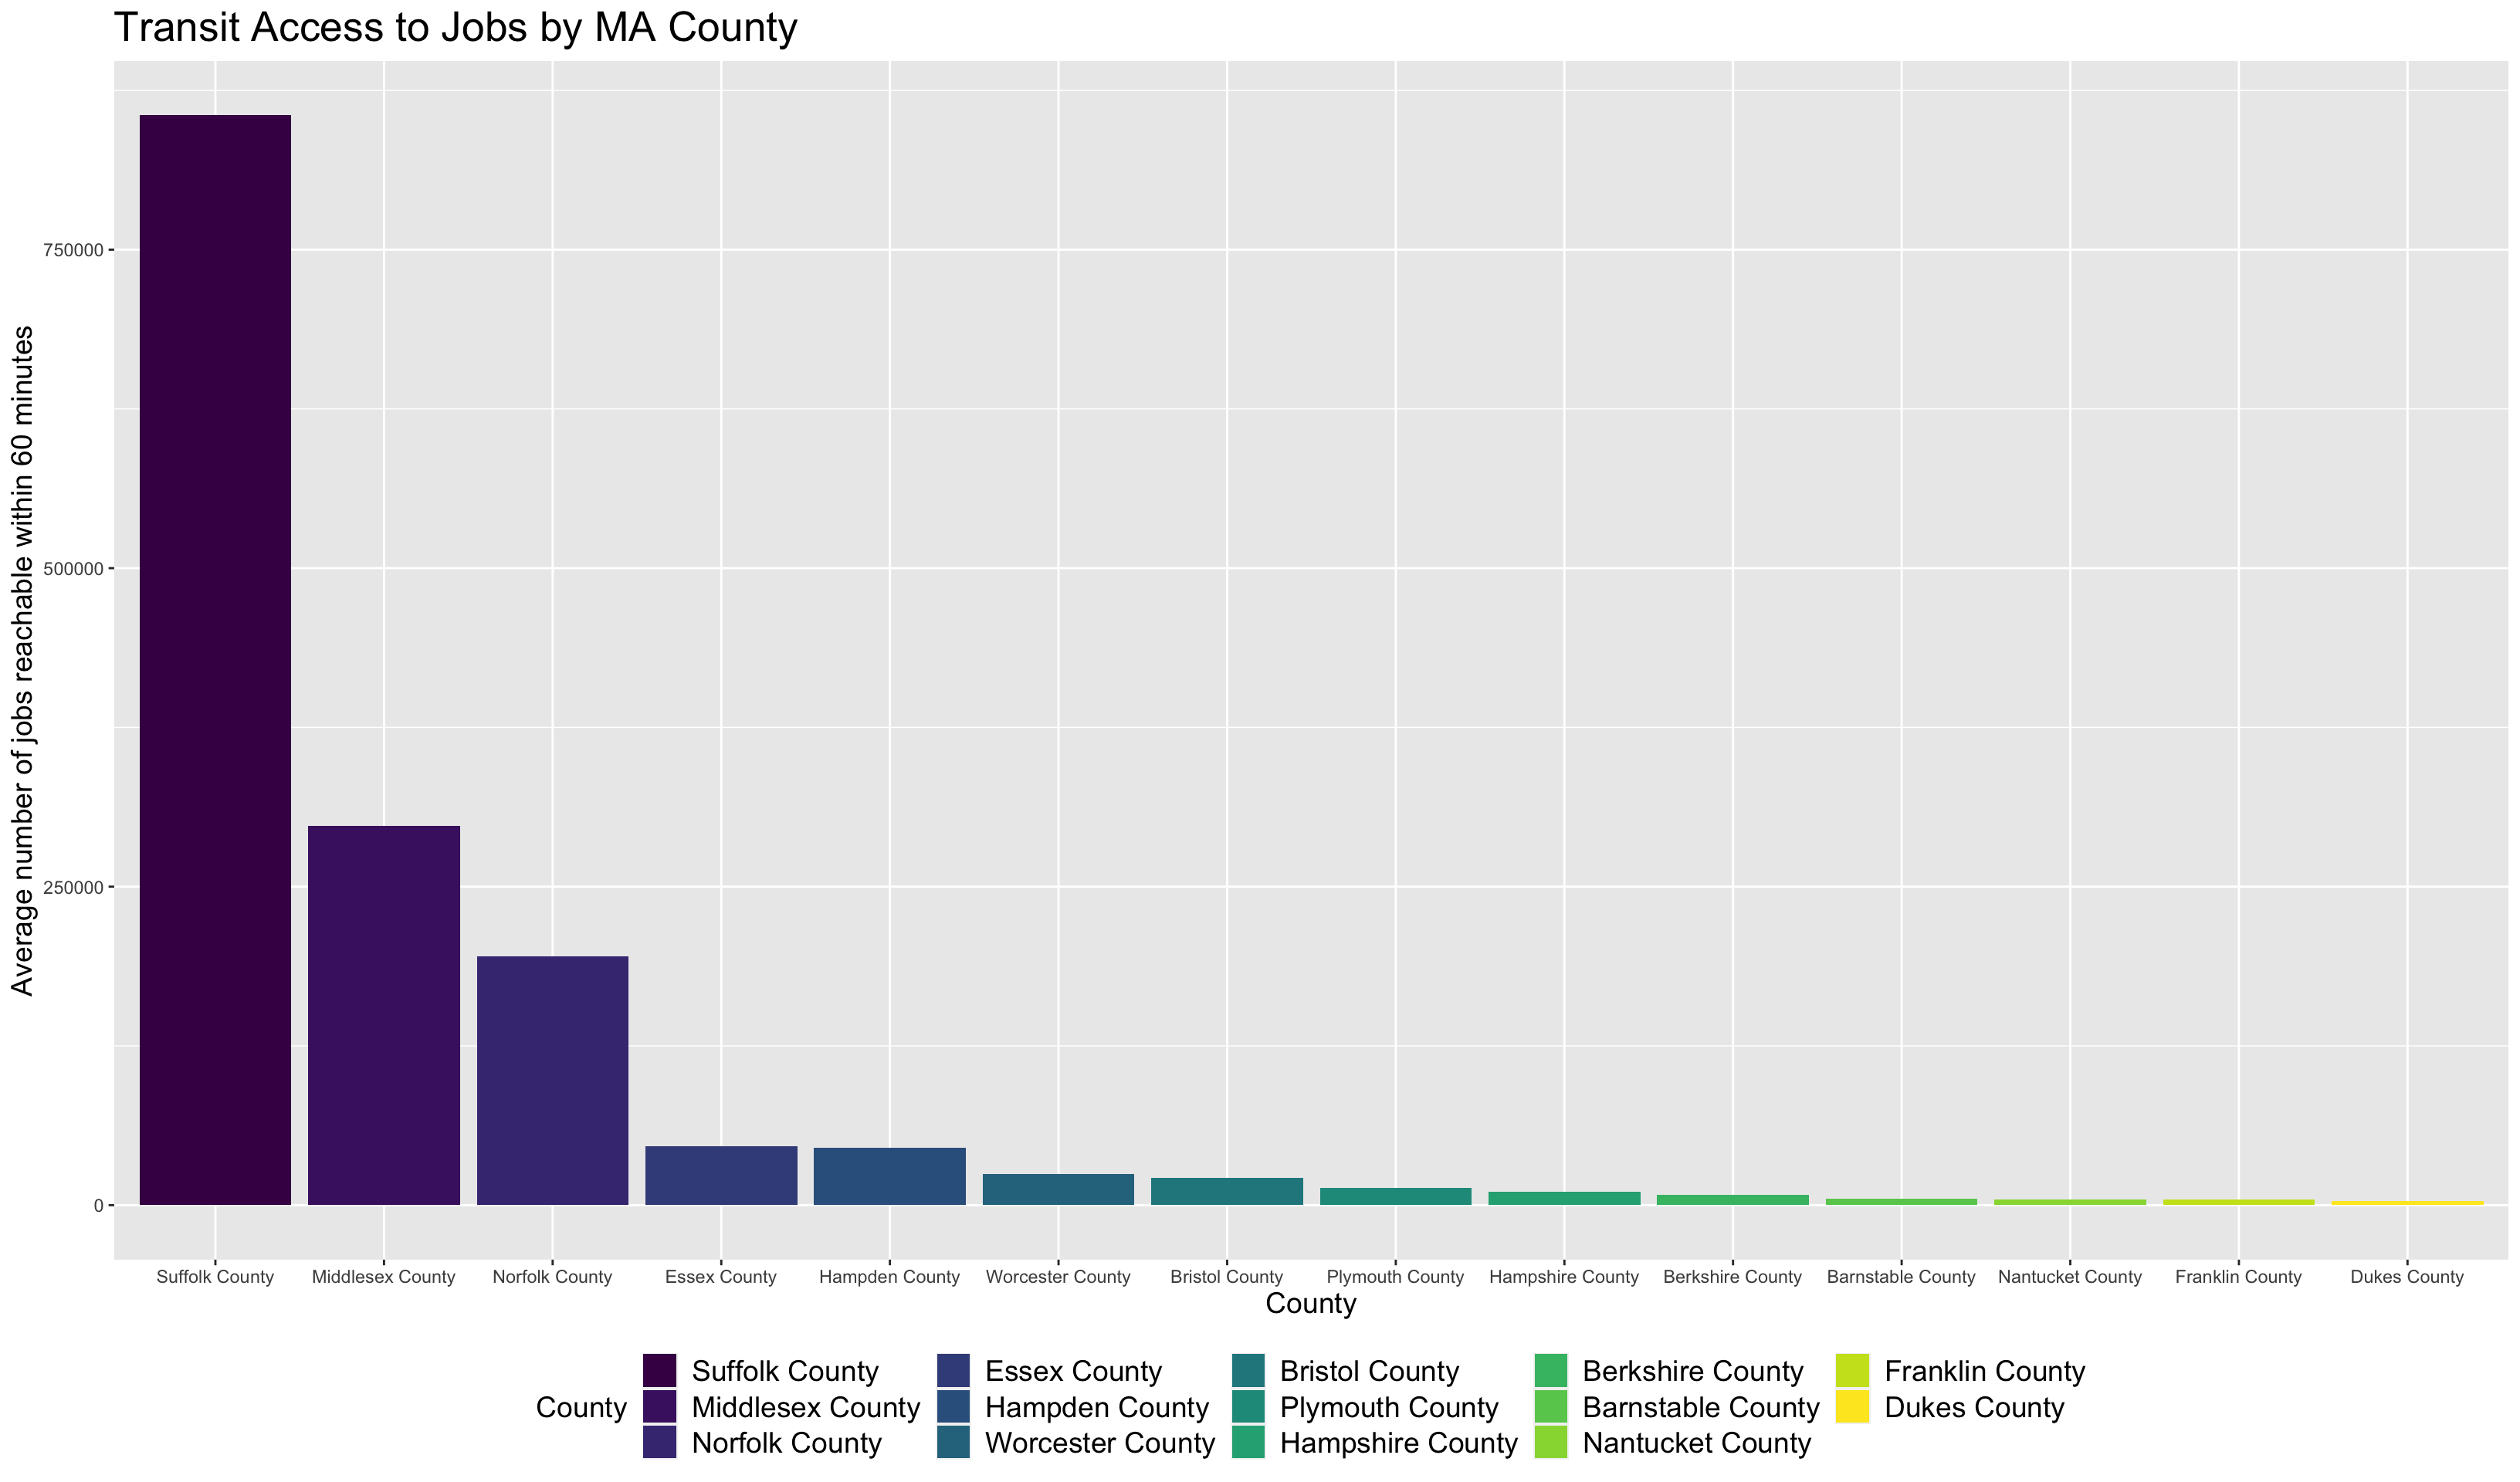 Transit Access to Jobs by MA County
Average number of jobs reachable within 60 minutes
750000
500000
250000
0
Suffolk County Middlesex County Norfolk County Essex County Hampden County Worcester County Bristol County Plymouth County Hampshire County Berkshire County Barnstable County Nantucket County Franklin County Dukes County
County
County
Suffolk County Essex County Bristol County Berkshire County Franklin County
Middlesex County Hampden County Plymouth County Barnstable County Dukes County
Norfolk County Worcester County Hampshire County Nantucket County